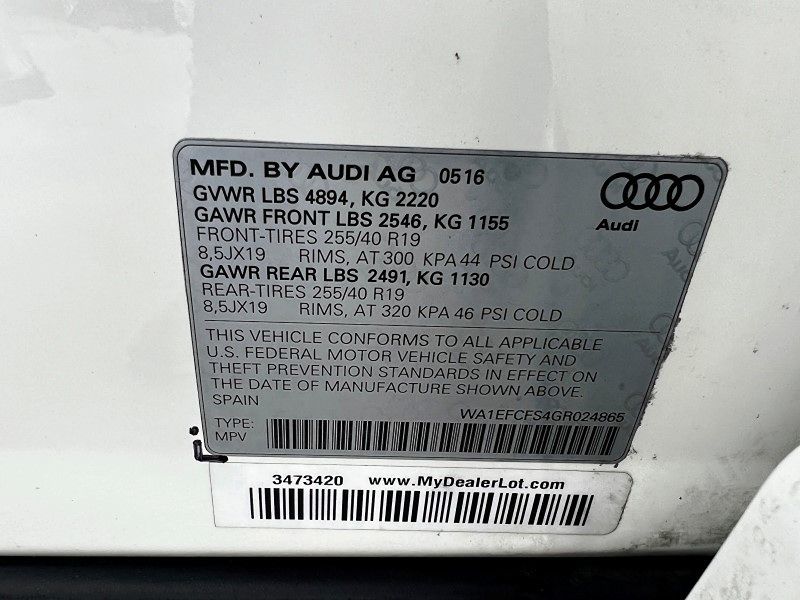 MFD. BY AUDI AG 0516
GVWR LBS 4894, KG 2220
GAWR FRONT LBS 2546, KG 1155
FRONT-TIRES 255/40 R19
8,5JX19 RIMS, AT 300 KPA 44 PSI COLD
GAWR REAR LBS 2491, KG 1130
REAR-TIRES 255/40 R19
8,5JX19 RIMS, AT 320 KPA 46 PSI COLD
Audi
THIS VEHICLE CONFORMS TO ALL APPLICABLE
U.S. FEDERAL MOTOR VEHICLE SAFETY AND
THEFT PREVENTION STANDARDS IN EFFECT ON
THE DATE OF MANUFACTURE SHOWN ABOVE.
SPAIN
WA1EFCFS4GR024865
TYPE:
MPV
3473420 www.MyDealerLot.com